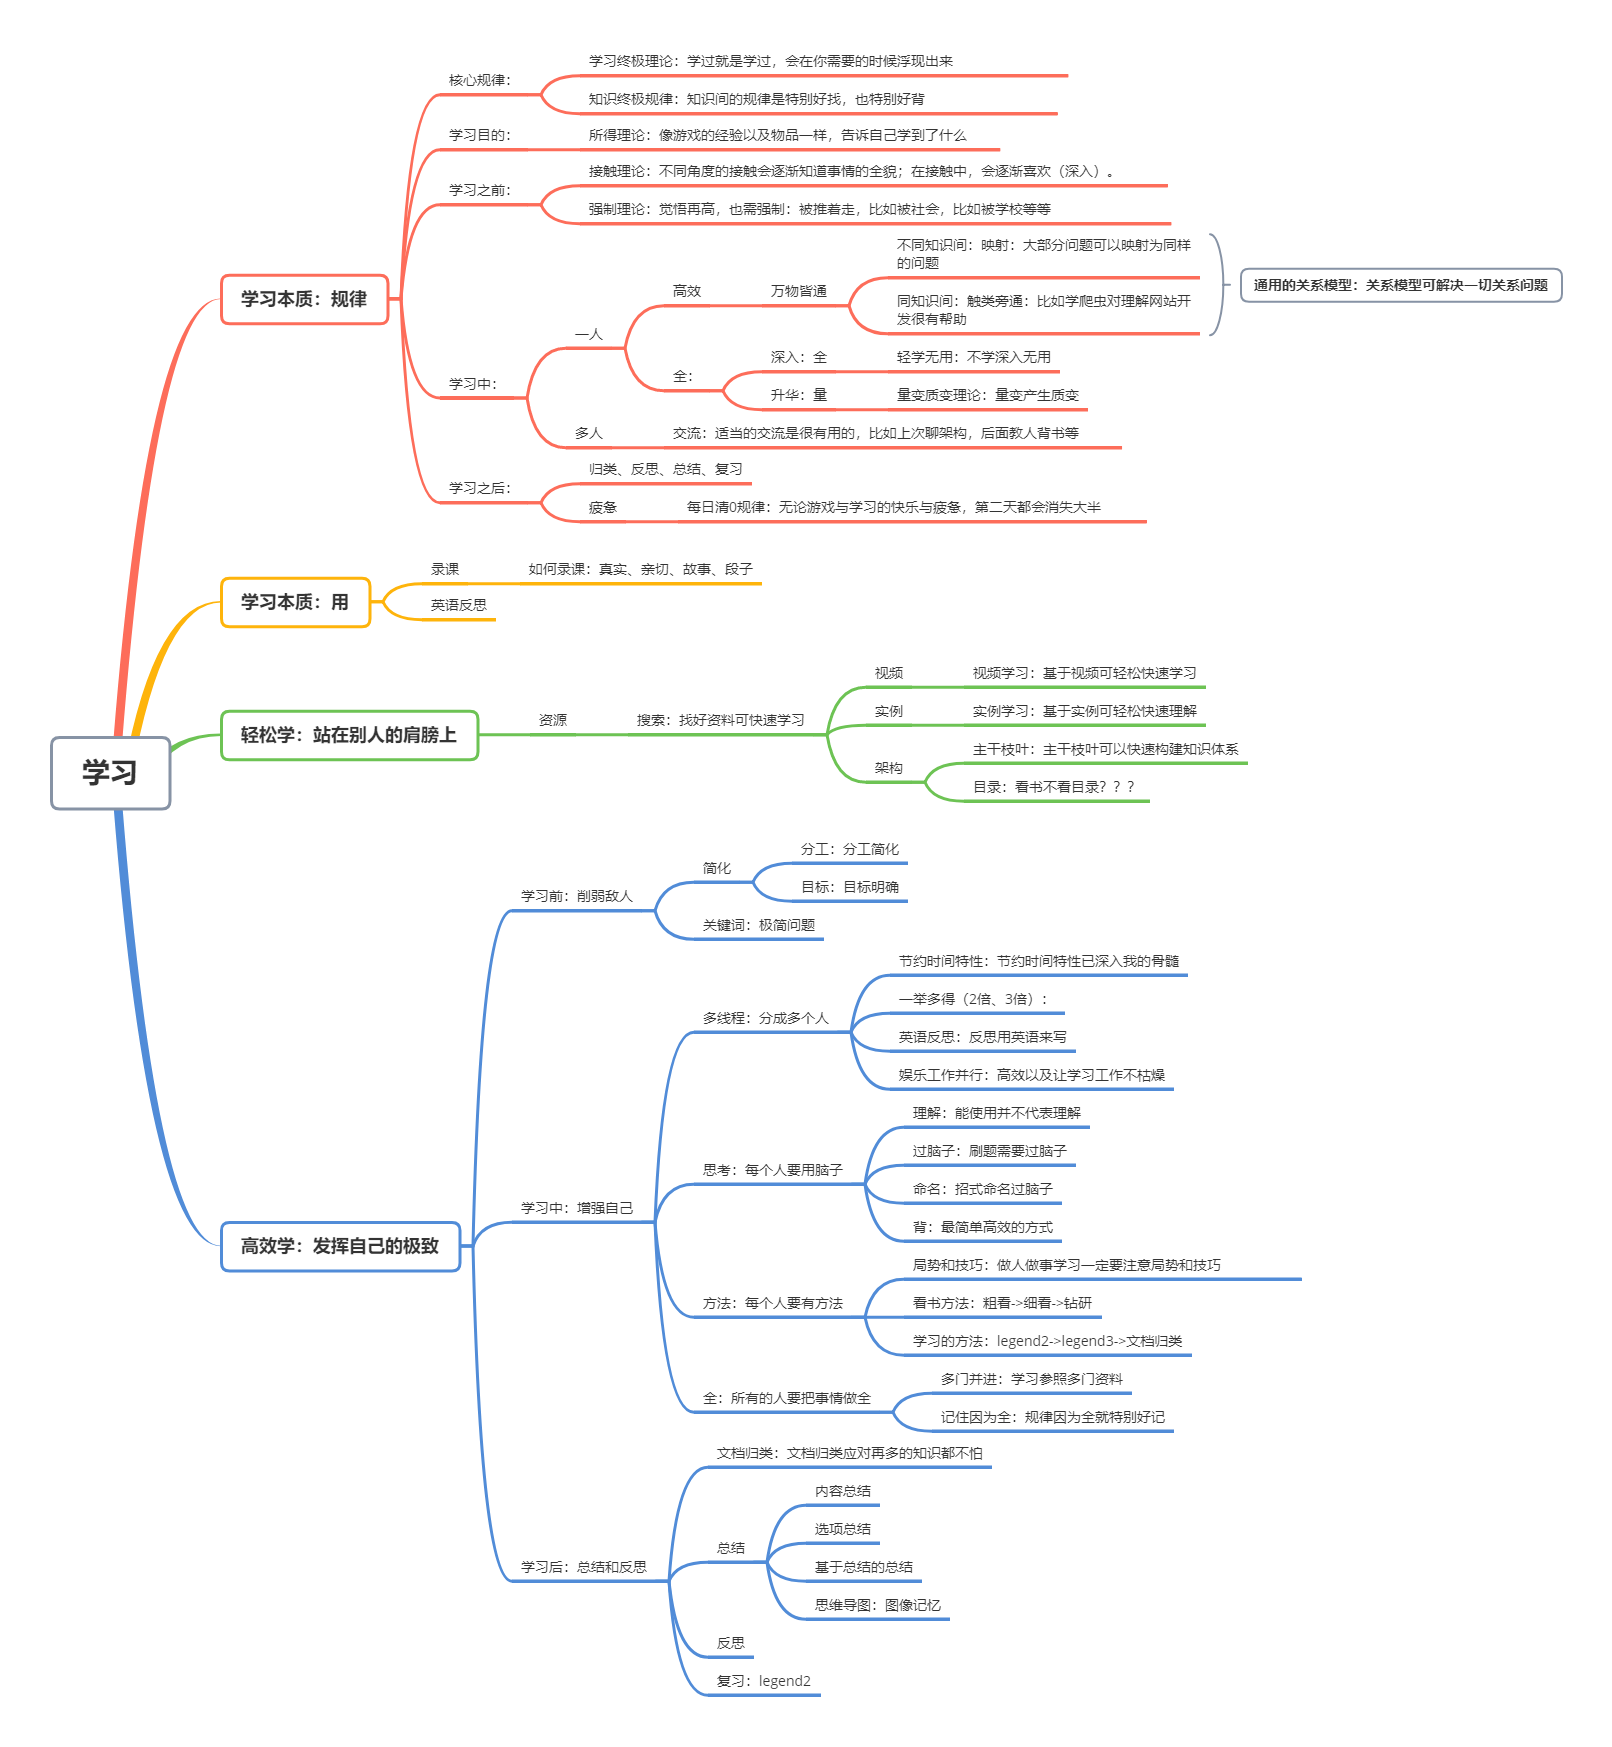 学习
学习本质：规律
核心规律：
学习终极理论：学过就是学过，会在你需要的时候浮现出来
知识终极规律：知识间的规律是特别好找，也特别好背
学习目的：
所得理论：像游戏的经验以及物品一样，告诉自己学到了什么
学习之前：
接触理论：不同角度的接触会逐渐知道事情的全貌；在接触中，会逐渐喜欢（深入）。
强制理论：觉悟再高，也需强制：被推着走，比如被社会，比如被学校等等
学习中：
一人
高效
万物皆通
不同知识间：映射：大部分问题可以映射为同样
的问题
同知识间：触类旁通：比如学爬虫对理解网站开
发很有帮助
通用的关系模型：关系模型可解决一切关系问题
全：
深入：全
轻学无用：不学深入无用
升华：量
量变质变理论：量变产生质变
多人
交流：适当的交流是很有用的，比如上次聊架构，后面教人背书等
学习之后：
归类、反思、总结、复习
疲惫
每日清0规律：无论游戏与学习的快乐与疲惫，第二天都会消失大半
学习本质：用
录课
如何录课：真实、亲切、故事、段子
英语反思
轻松学：站在别人的肩膀上
资源
搜索：找好资料可快速学习
视频
视频学习：基于视频可轻松快速学习
实例
实例学习：基于实例可轻松快速理解
架构
主干枝叶：主干枝叶可以快速构建知识体系
目录：看书不看目录？？？
高效学：发挥自己的极致
学习前：削弱敌人
简化
分工：分工简化
目标：目标明确
关键词：极简问题
学习中：增强自己
多线程：分成多个人
节约时间特性：节约时间特性已深入我的骨髓
一举多得（2倍、3倍）：
英语反思：反思用英语来写
娱乐工作并行：高效以及让学习工作不枯燥
思考：每个人要用脑子
理解：能使用并不代表理解
过脑子：刷题需要过脑子
命名：招式命名过脑子
背：最简单高效的方式
方法：每个人要有方法
局势和技巧：做人做事学习一定要注意局势和技巧
看书方法：粗看->细看->钻研
学习的方法：legend2->legend3->文档归类
全：所有的人要把事情做全
多门并进：学习参照多门资料
记住因为全：规律因为全就特别好记
学习后：总结和反思
文档归类：文档归类应对再多的知识都不怕
总结
内容总结
选项总结
基于总结的总结
思维导图：图像记忆
反思
复习：legend2